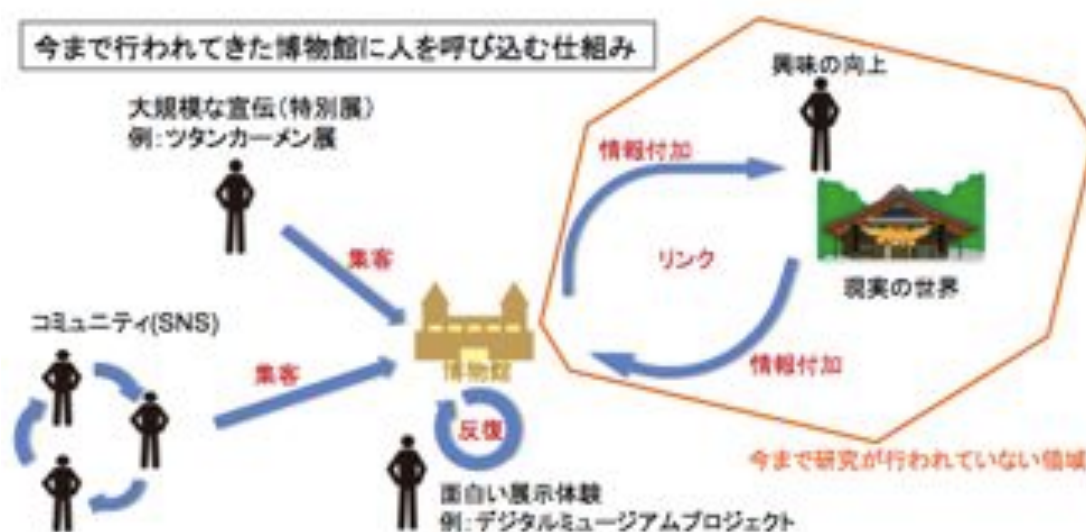 今まで行われてきた博物館に人を呼び込む仕組み
大規模な宣伝(特別展)
例:ツタンカーメン展
興味の向上
情報付加
集客
リンク
現実の世界
コミュニティ(SNS)
博物館
情報付加
集客
反復
今まで研究が行われていない領域
面白い展示体験
例:デジタルミュージアムプロジェクト